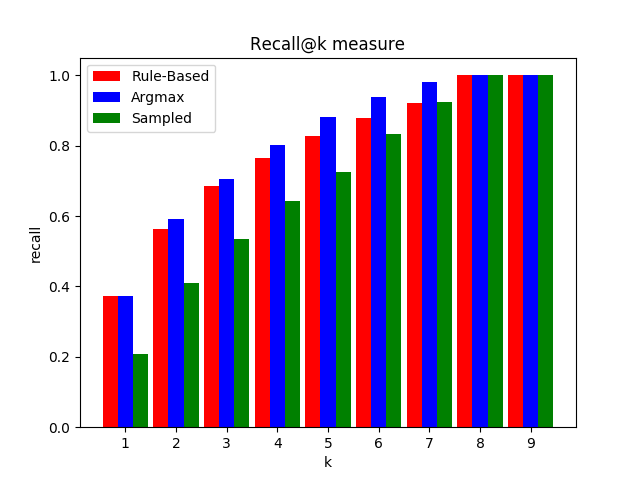 Recall@k measure
Rule-Based
Argmax
Sampled
1.0
0.8
0.6
0.4
0.2
0.0
recall
1 2 3 4 5 6 7 8 9
k